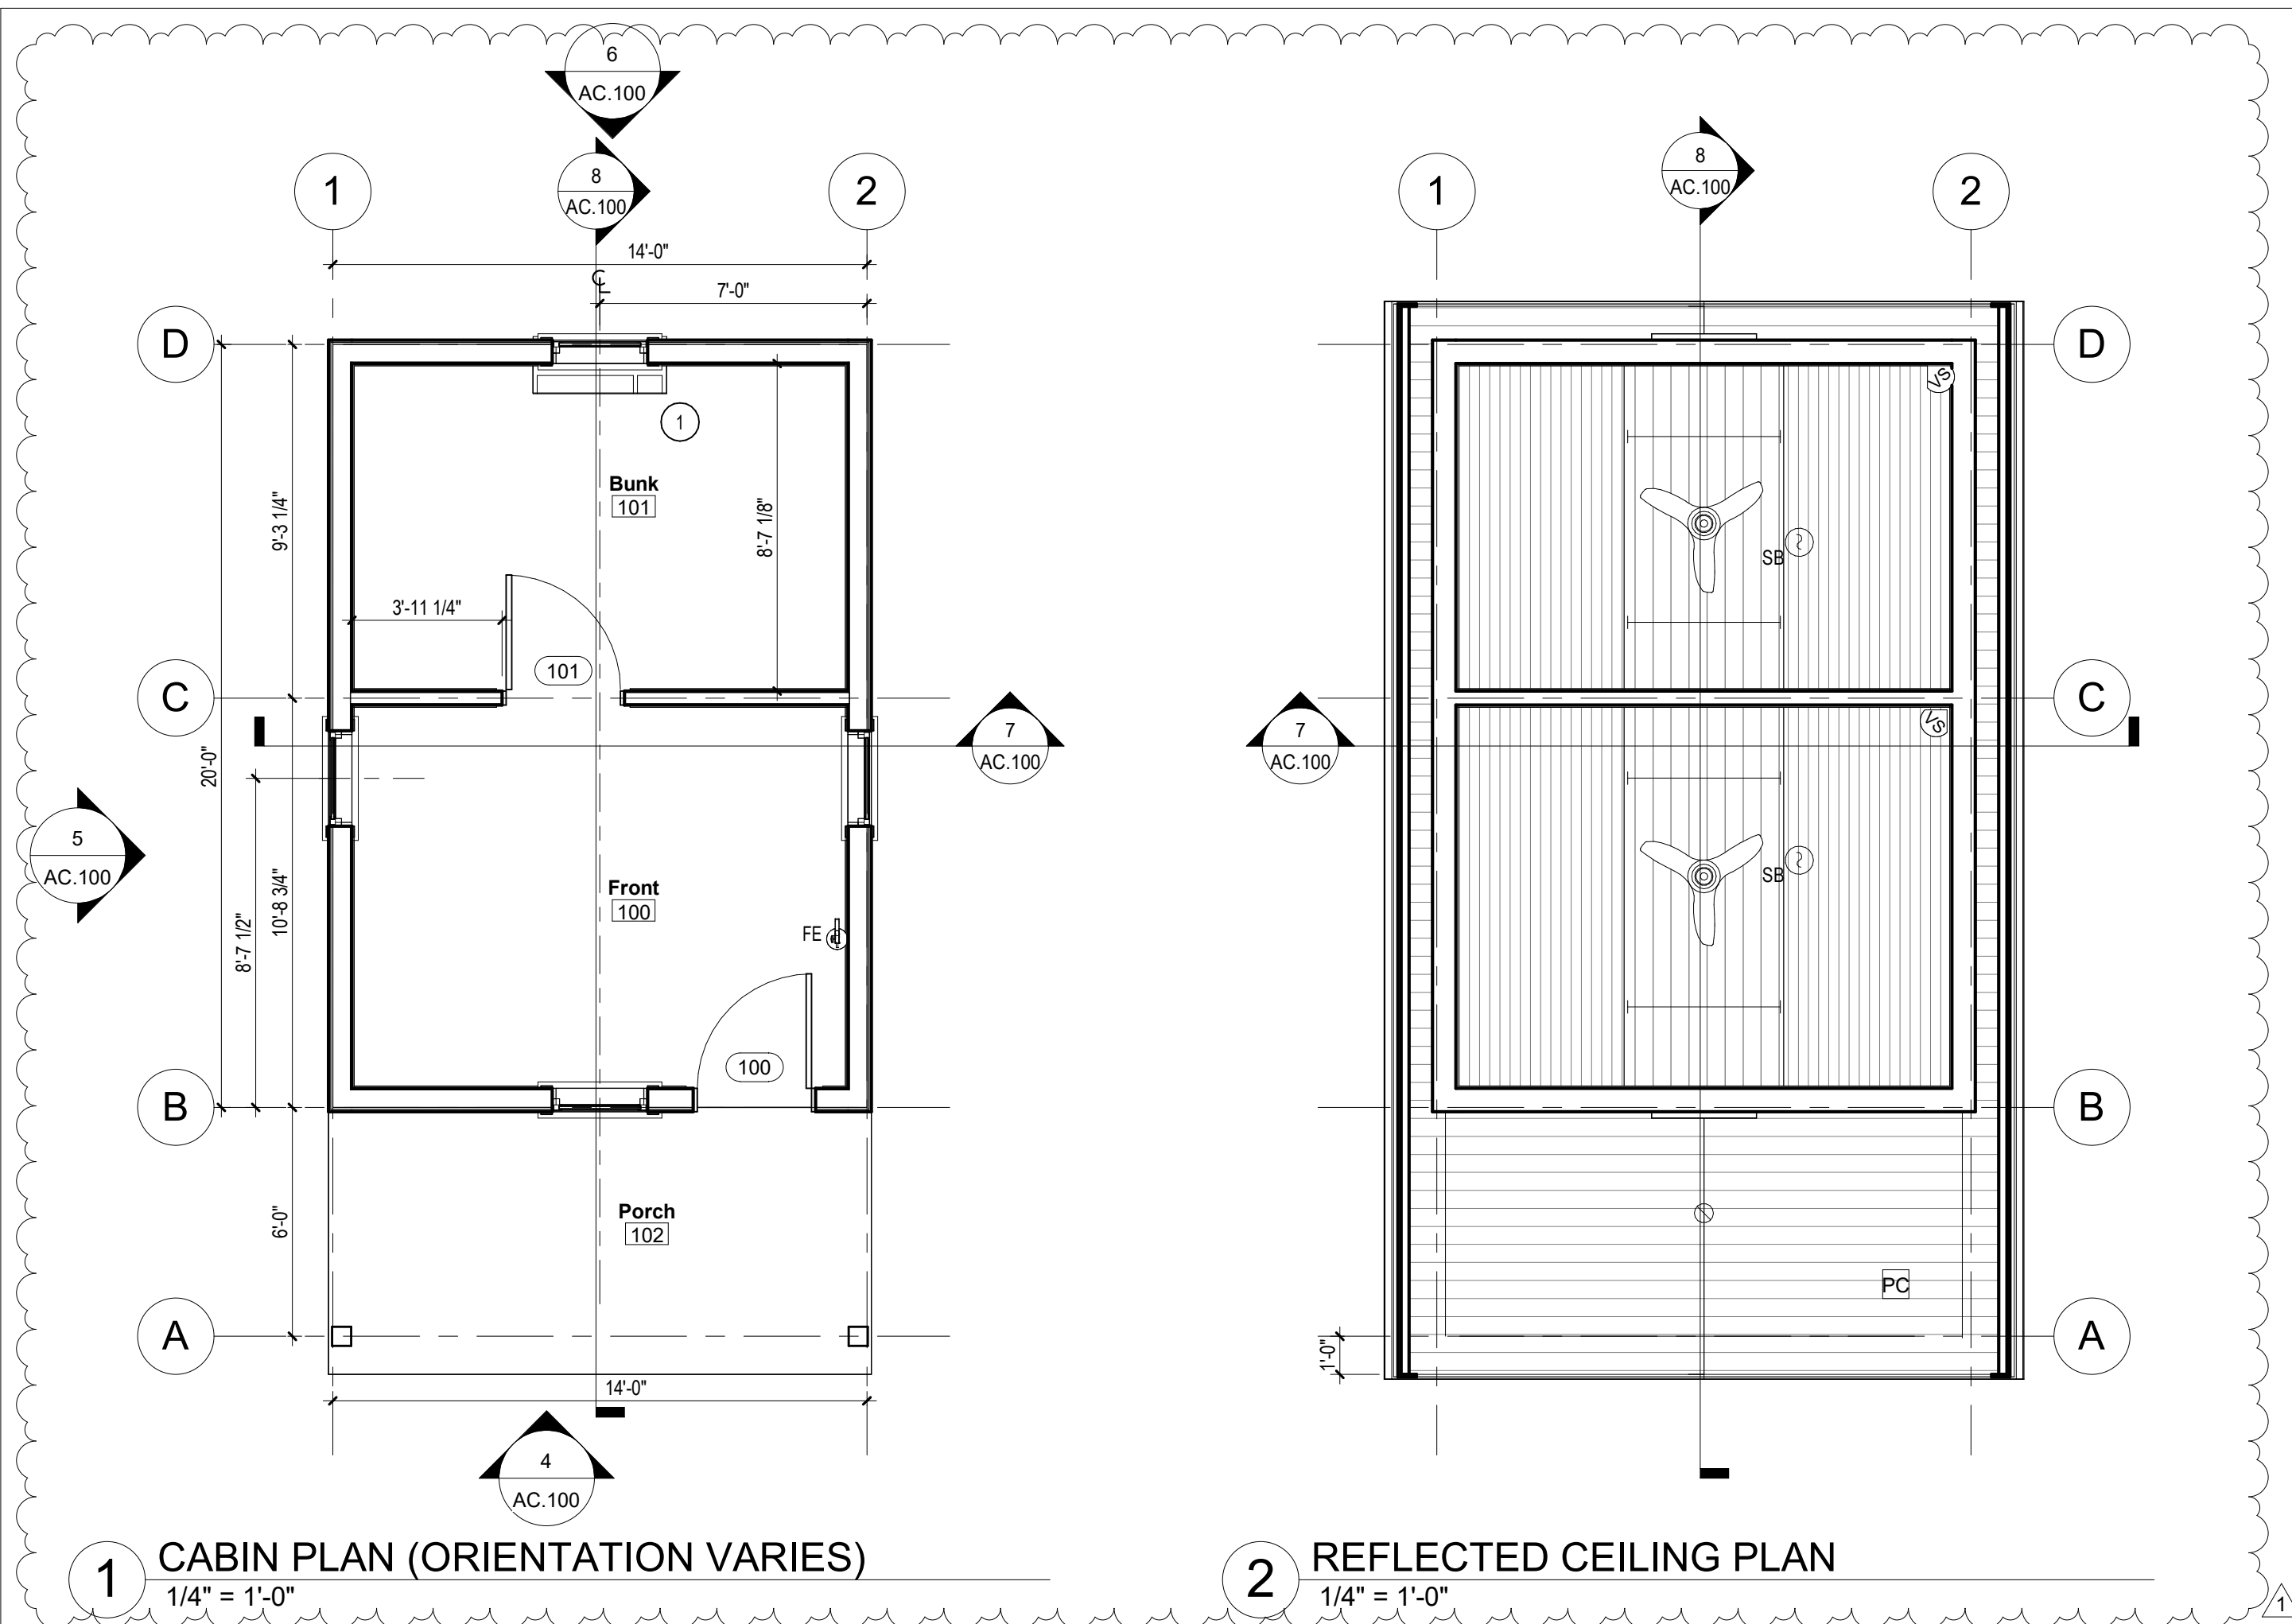 6
AC.100
8
AC.100
1
2
14'-0"
7'-0"
CL
D
C
B
A
9'-3 1/4"
20'-0"
10'-8 3/4"
8'-7 1/2"
6'-0"
8'-7 1/8"
3'-11 1/4"
1
Bunk
101
101
7
AC.100
5
AC.100
Front
100
FE
100
Porch
102
14'-0"
4
AC.100
1
CABIN PLAN (ORIENTATION VARIES)
1/4" = 1'-0"
8
AC.100
1
2
D
C
B
A
VS
SB
VS
7
AC.100
SB
PC
1'-0"
2
REFLECTED CEILING PLAN
1/4" = 1'-0"
1